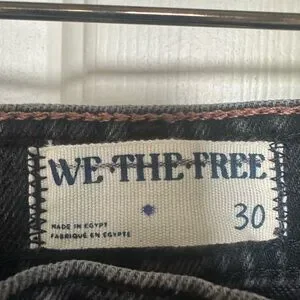 WE·THE·FREE
30
MADE IN EGYPT
FABRIQUÉ EN EGYPTE